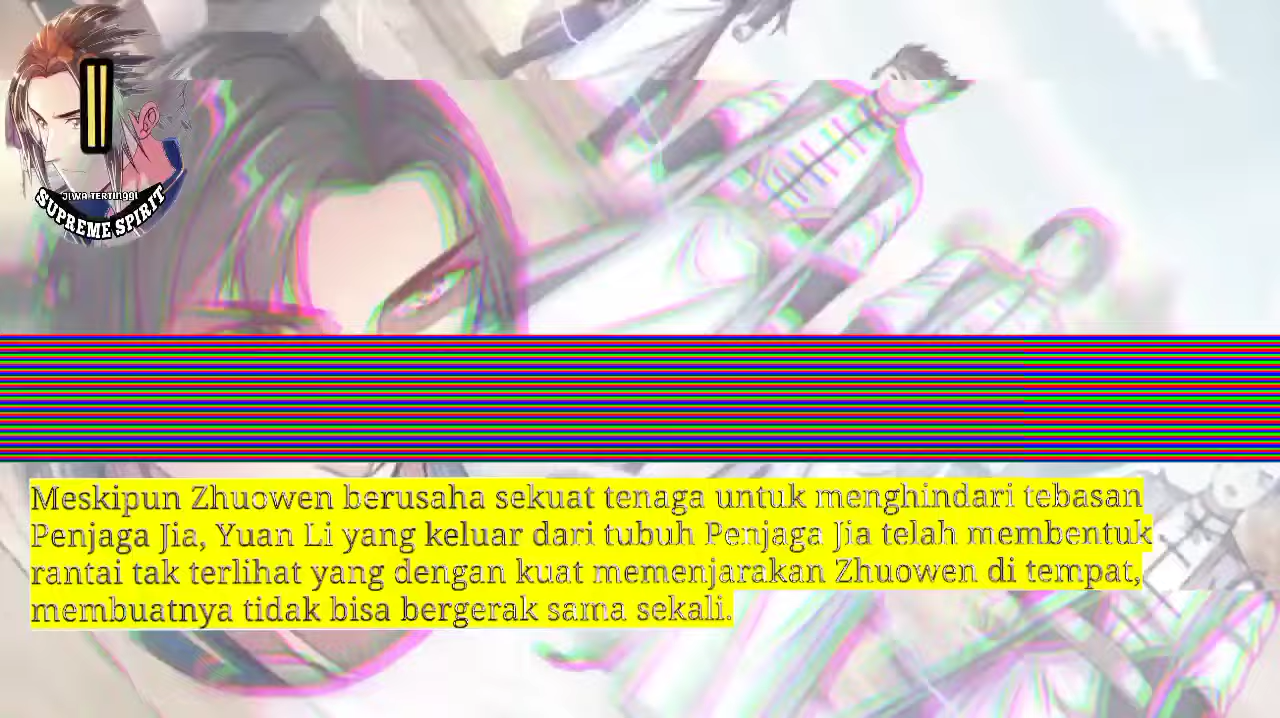 JIWA TERTINGGI
SUPREME SPIRIT
Meskipun Zhuowen berusaha sekuat tenaga untuk menghindari tebasan
Penjaga Jia, Yuan Li yang keluar dari tubuh Penjaga Jia telah membentuk
rantai tak terlihat yang dengan kuat memenjarakan Zhuowen di tempat,
membuatnya tidak bisa bergerak sama sekali.